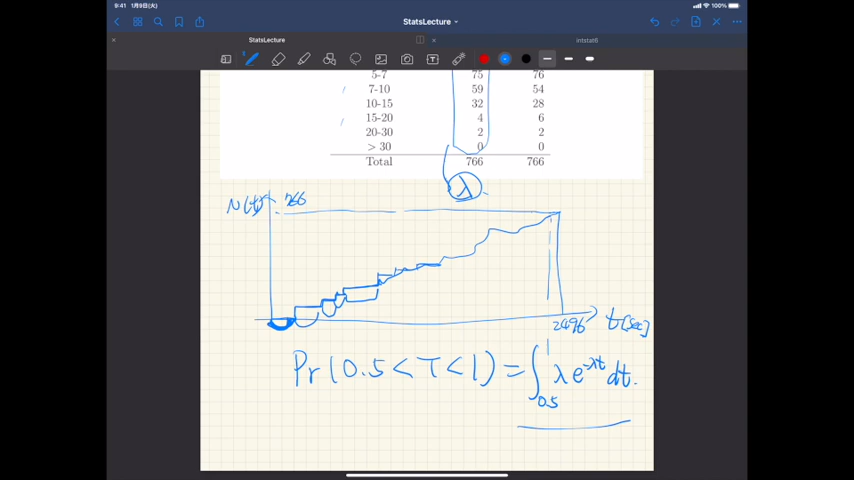 9:41 1月9日(火)
100%
StatsLecture
StatsLecture
intstat6
5-7 75 76
7-10 59 54
10-15 32 28
15-20 4 6
20-30 2 2
> 30 0 0
Total 766 766
λ
N(t) 766
2496 t[sec]
Pr(0.5<T<1)=∫₀.₅¹ λe^{-λt}dt.